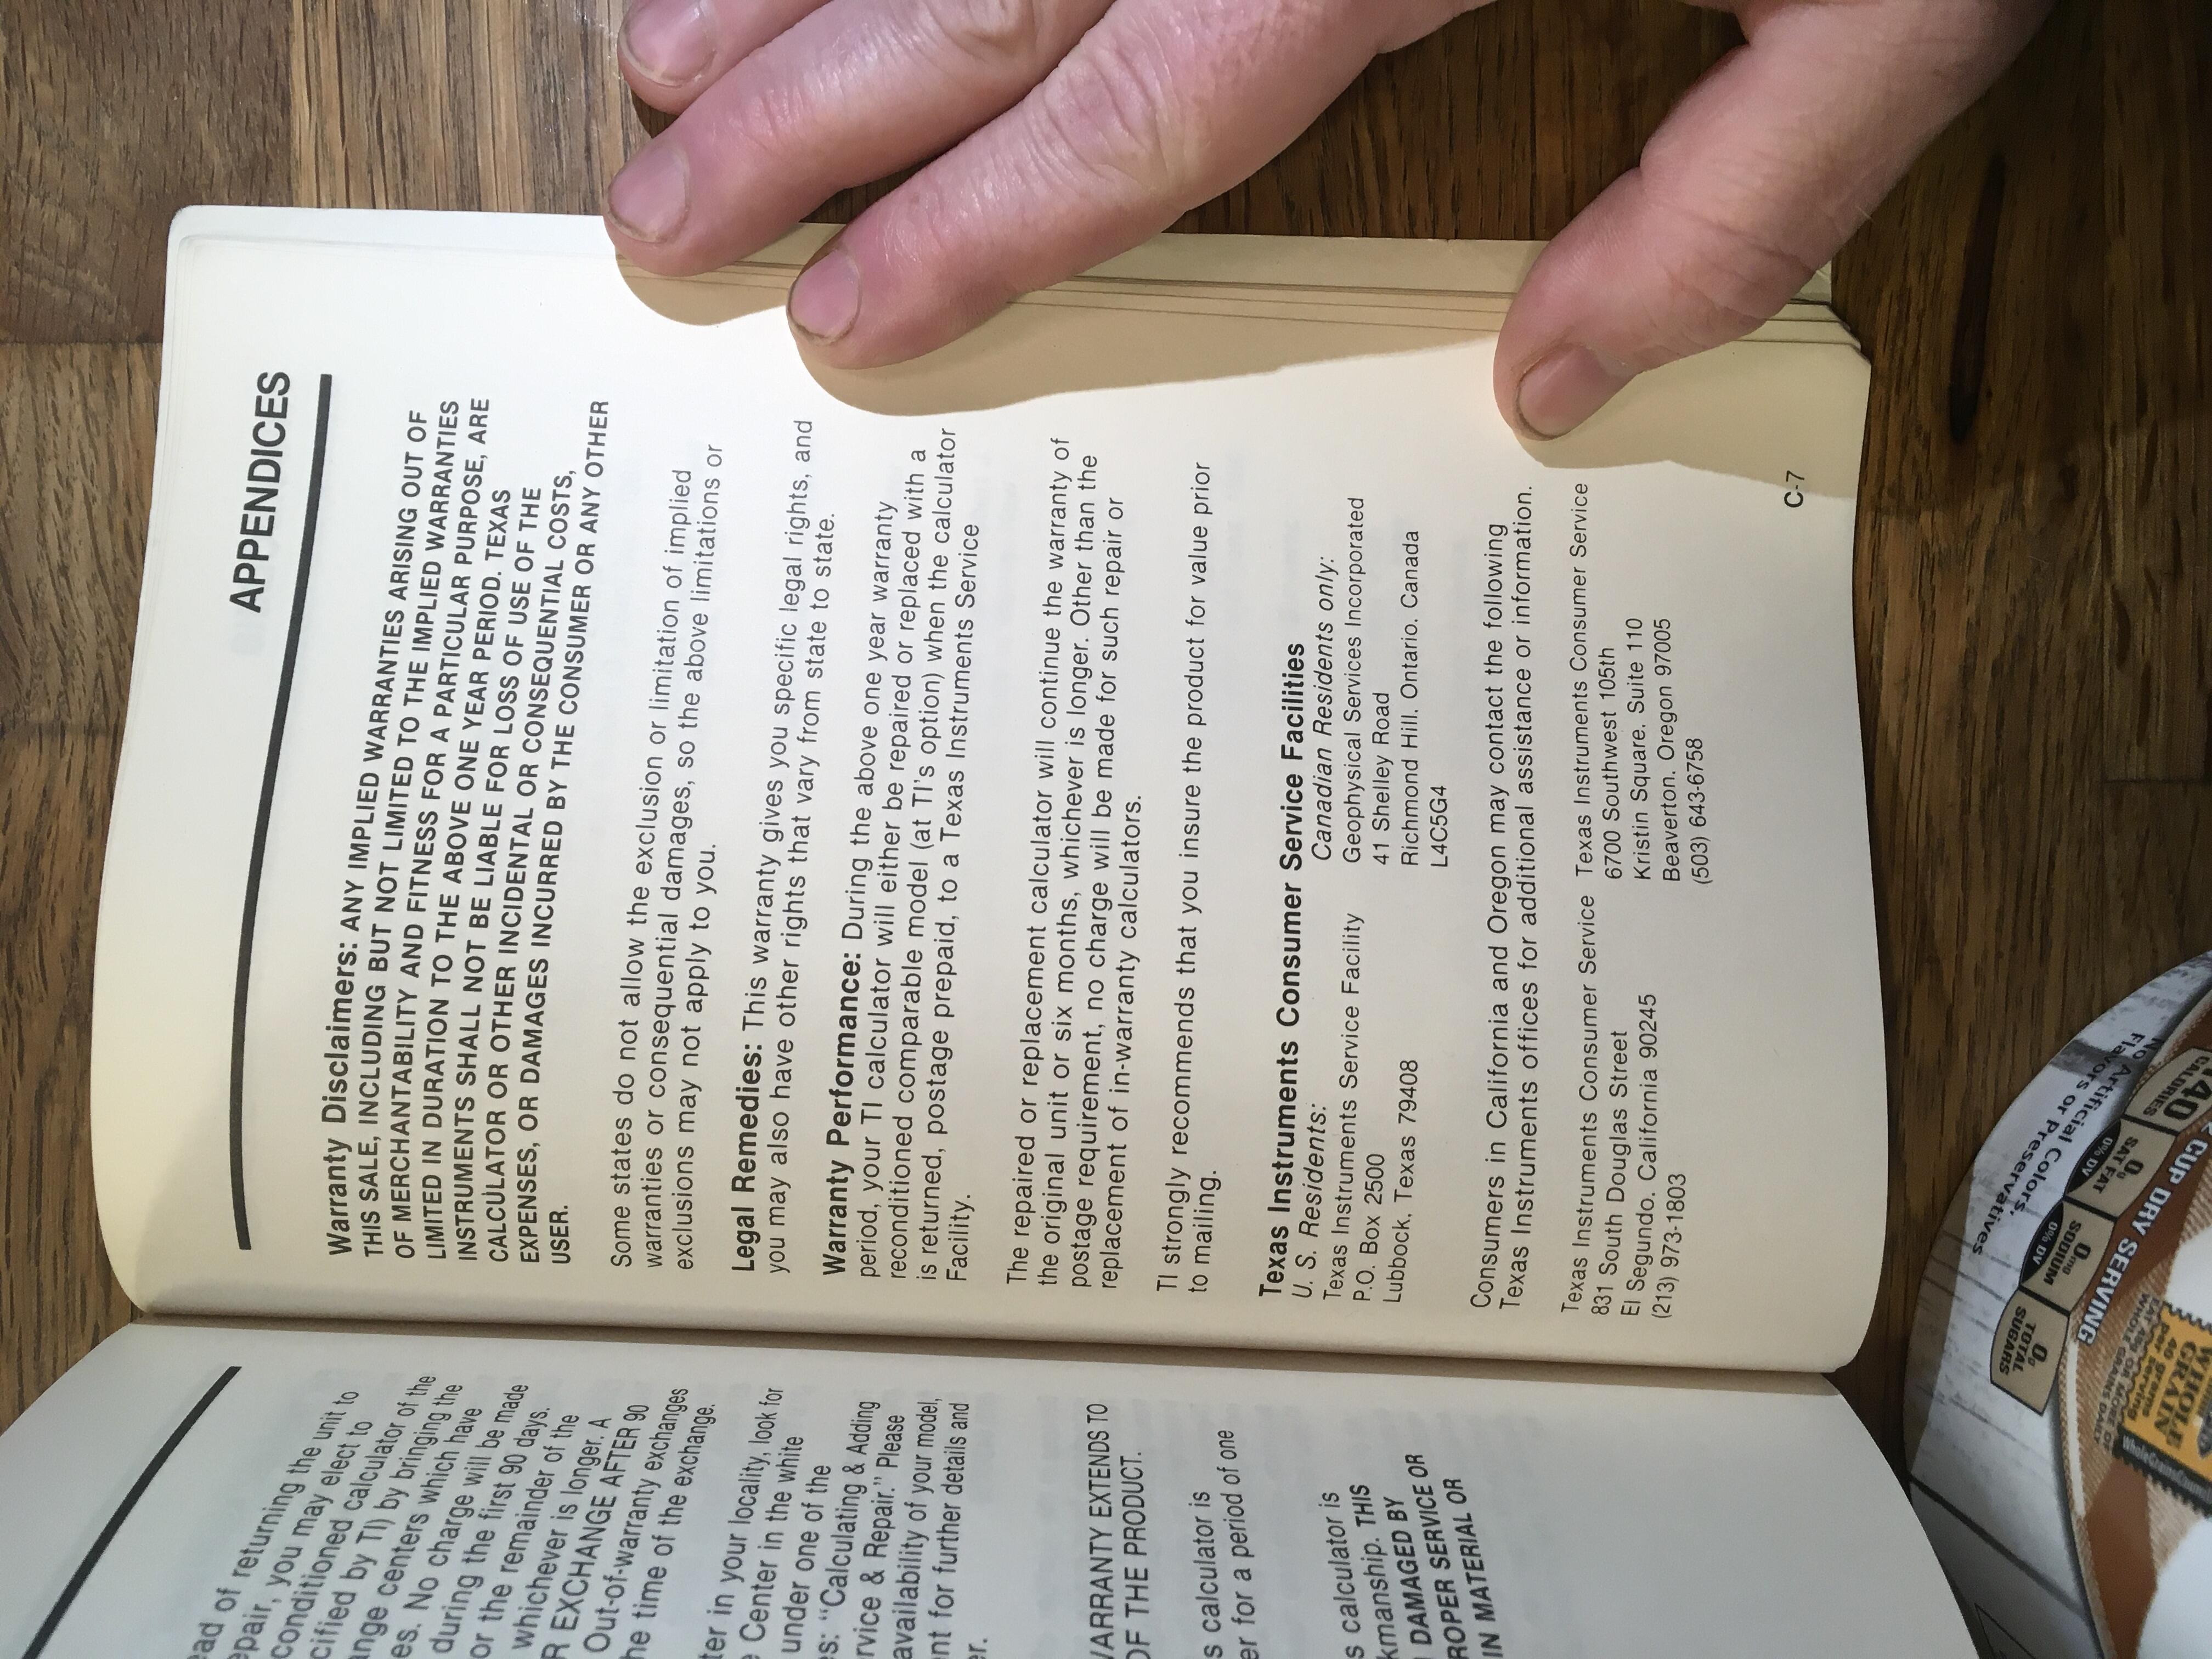 ead of returning the unit to
epair, you may elect to
conditioned calculator of the
cified by TI) by bringing the
ange centers which have
es. No charge will be made
during the first 90 days.
or the remainder of the
whichever is longer. A
R EXCHANGE AFTER 90
Out-of-warranty exchanges
he time of the exchange.
ter in your locality, look for
e Center in the white
under one of the
es: "Calculating & Adding
rvice & Repair." Please
availability of your model,
nt for further details and
er.
WARRANTY EXTENDS TO
OF THE PRODUCT.
s calculator is
er for a period of one
s calculator is
kmanship. THIS
DAMAGED BY
ROPER SERVICE OR
IN MATERIAL OR
APPENDICES
Warranty Disclaimers: ANY IMPLIED WARRANTIES ARISING OUT OF
THIS SALE, INCLUDING BUT NOT LIMITED TO THE IMPLIED WARRANTIES
OF MERCHANTABILITY AND FITNESS FOR A PARTICULAR PURPOSE, ARE
LIMITED IN DURATION TO THE ABOVE ONE YEAR PERIOD. TEXAS
INSTRUMENTS SHALL NOT BE LIABLE FOR LOSS OF USE OF THE
CALCULATOR OR OTHER INCIDENTAL OR CONSEQUENTIAL COSTS,
EXPENSES, OR DAMAGES INCURRED BY THE CONSUMER OR ANY OTHER
USER.
Some states do not allow the exclusion or limitation of implied
warranties or consequential damages, so the above limitations or
exclusions may not apply to you.
Legal Remedies: This warranty gives you specific legal rights, and
you may also have other rights that vary from state to state.
Warranty Performance: During the above one year warranty
period, your TI calculator will either be repaired or replaced with a
reconditioned comparable model (at TI's option) when the calculator
is returned, postage prepaid, to a Texas Instruments Service
Facility.
The repaired or replacement calculator will continue the warranty of
the original unit or six months, whichever is longer. Other than the
postage requirement, no charge will be made for such repair or
replacement of in-warranty calculators.
TI strongly recommends that you insure the product for value prior
to mailing.
Texas Instruments Consumer Service Facilities
U. S. Residents:
Texas Instruments Service Facility
P.O. Box 2500
Lubbock, Texas 79408
Canadian Residents only:
Geophysical Services Incorporated
41 Shelley Road
Richmond Hill, Ontario, Canada
L4C5G4
Consumers in California and Oregon may contact the following
Texas Instruments offices for additional assistance or information.
Texas Instruments Consumer Service
831 South Douglas Street
El Segundo, California 90245
(213) 973-1803
Texas Instruments Consumer Service
6700 Southwest 105th
Kristin Square, Suite 110
Beaverton, Oregon 97005
(503) 643-6758
C-7
No Artificial Colors,
Flavors or Preservatives
140 CALORIES
0g SAT FAT 0% DV
0mg SODIUM 0% DV
0g TOTAL SUGARS
CUP DRY SERVING
WHOLE GRAIN
40 grams
per serving
EAT 48g OR MORE OF
WHOLE GRAINS DAILY